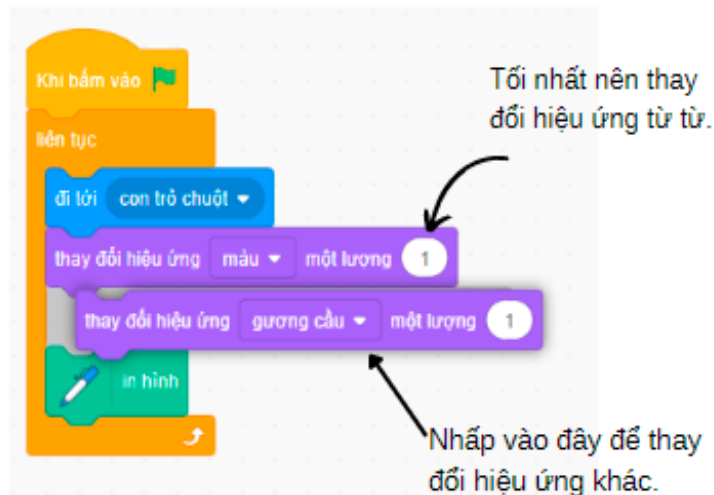 Khi bấm vào
liên tục
đi tới con trỏ chuột
thay đổi hiệu ứng màu một lượng 1
thay đổi hiệu ứng gương cầu một lượng 1
in hình
Tối nhất nên thay
đổi hiệu ứng từ từ.
Nhấp vào đây để thay
đổi hiệu ứng khác.